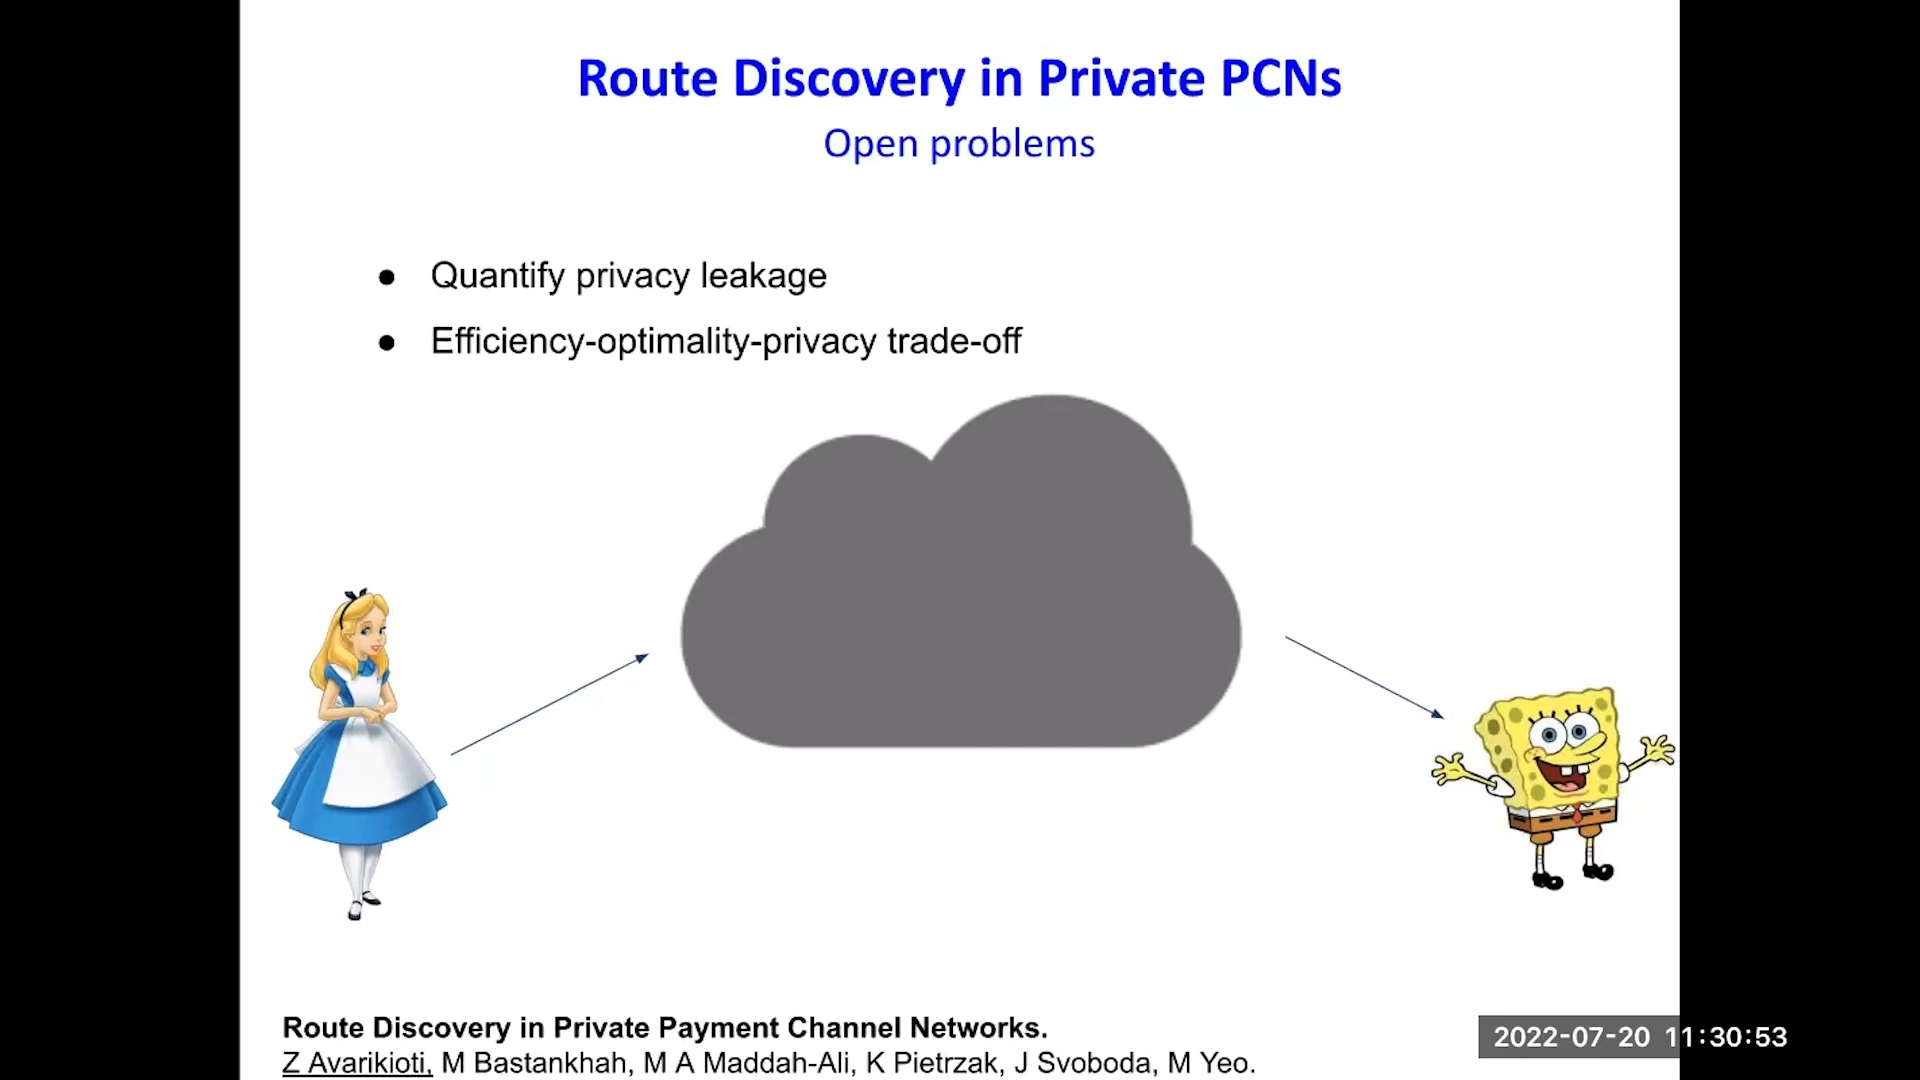 Route Discovery in Private PCNs
Open problems
● Quantify privacy leakage
● Efficiency-optimality-privacy trade-off
Route Discovery in Private Payment Channel Networks.
Z Avarikioti, M Bastankhah, M A Maddah-Ali, K Pietrzak, J Svoboda, M Yeo.
2022-07-20 11:30:53